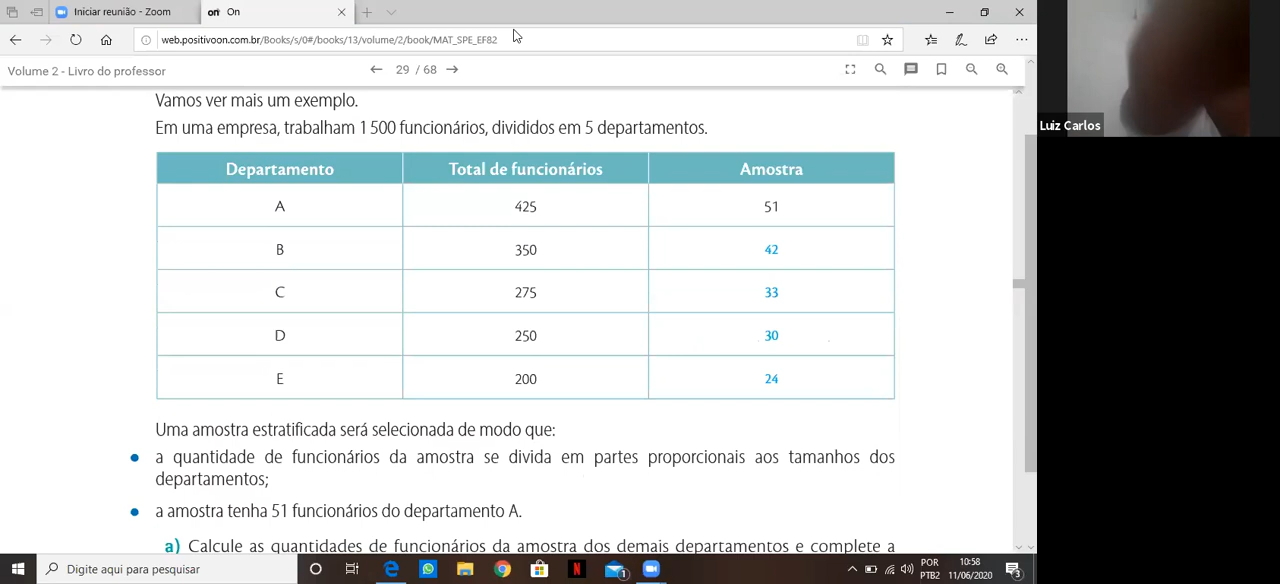 Iniciar reunião - Zoom
On
web.positivoon.com.br/Books/s/0#/books/13/volume/2/book/MAT_SPE_EF82
Volume 2 - Livro do professor
29 / 68
Vamos ver mais um exemplo.
Em uma empresa, trabalham 1 500 funcionários, divididos em 5 departamentos.
Departamento Total de funcionários Amostra
A 425 51
B 350 42
C 275 33
D 250 30
E 200 24
Uma amostra estratificada será selecionada de modo que:
a quantidade de funcionários da amostra se divida em partes proporcionais aos tamanhos dos
departamentos;
a amostra tenha 51 funcionários do departamento A.
a) Calcule as quantidades de funcionários da amostra dos demais departamentos e complete a
Luiz Carlos
Digite aqui para pesquisar
1
POR
PTB2
10:58
11/06/2020
3